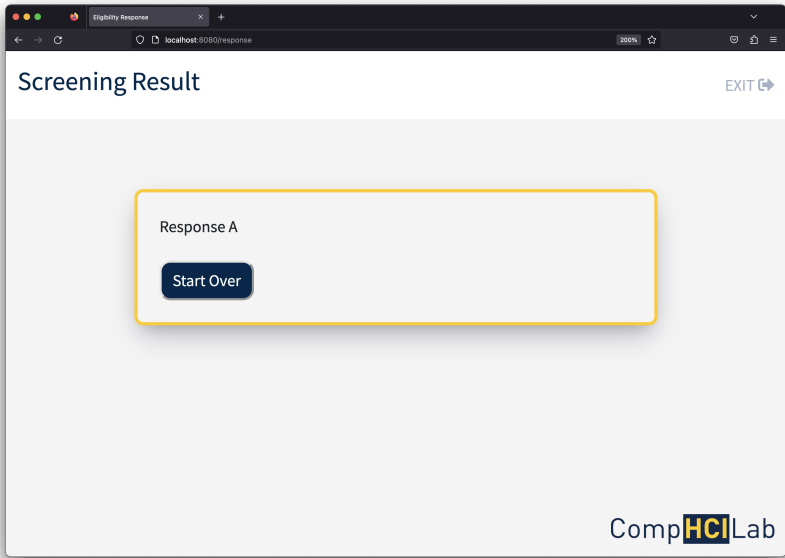 Eligibility Response
localhost:8080/response
200%
Screening Result
EXIT
Response A
Start Over
CompHCILab